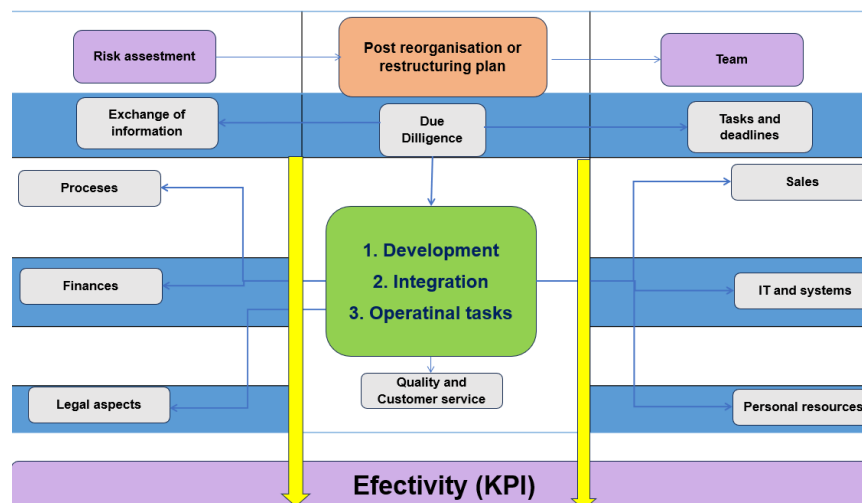 Risk assestment
Post reorganisation or
restructuring plan
Team
Exchange of
information
Due
Dilligence
Tasks and
deadlines
Proceses
Sales
1. Development
2. Integration
3. Operatinal tasks
Finances
IT and systems
Quality and
Customer service
Legal aspects
Personal resources
Efectivity (KPI)